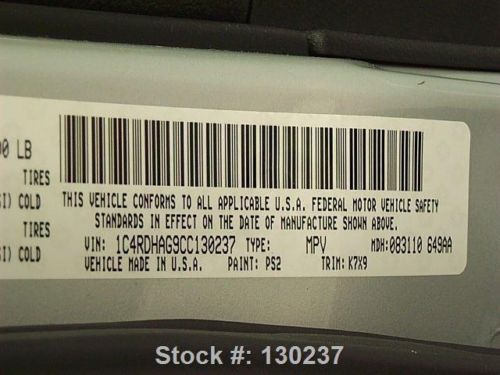 00 LB
TIRES
SI) COLD
TIRES
SI) COLD
THIS VEHICLE CONFORMS TO ALL APPLICABLE U.S.A. FEDERAL MOTOR VEHICLE SAFETY
STANDARDS IN EFFECT ON THE DATE OF MANUFACTURE SHOWN ABOVE.
VIN: 1C4RDHAG9CC130237 TYPE: MPV MDH: 083110 649AA
VEHICLE MADE IN U.S.A. PAINT: PS2 TRIM: K7X9
Stock #: 130237